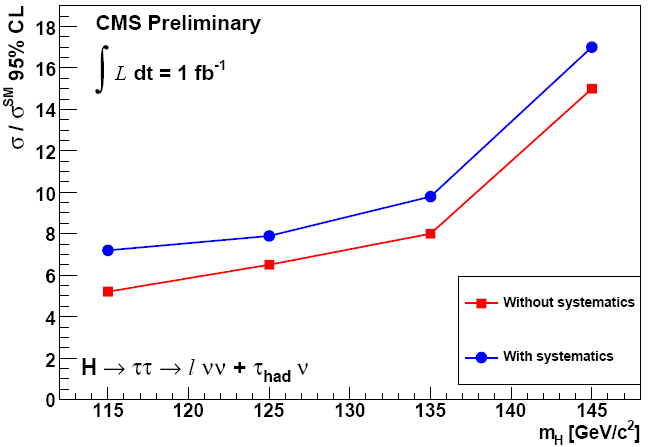 CMS Preliminary
∫ L dt = 1 fb⁻¹
σ / σˢᴹ 95% CL
18
16
14
12
10
8
6
4
2
0
Without systematics
With systematics
H → ττ → l νν + τhad ν
115 120 125 130 135 140 145
mH [GeV/c²]